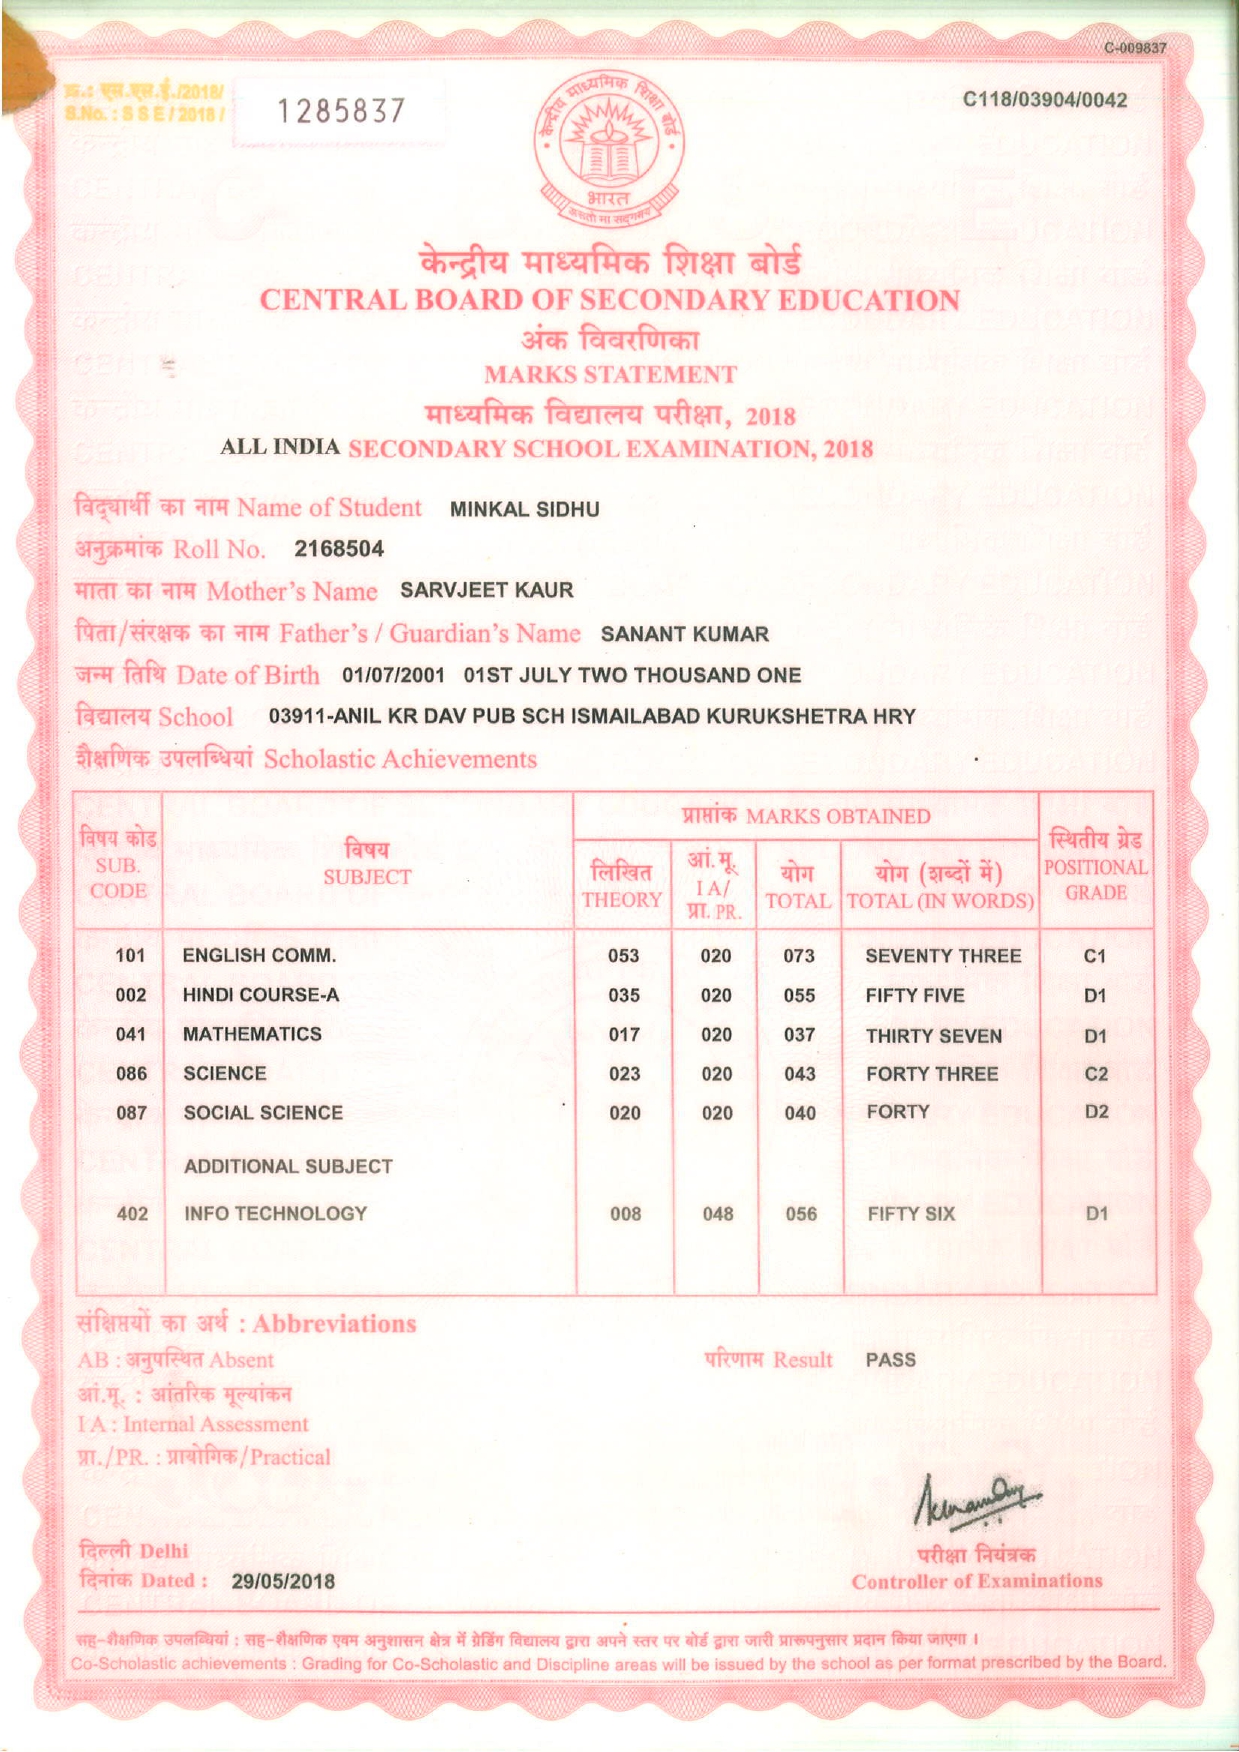 C-009837
क्र.: एस.एस.ई./2018/
S.No. : S S E / 2018 /
1285837
C118/03904/0042
केन्द्रीय माध्यमिक शिक्षा बोर्ड
भारत
केन्द्रीय माध्यमिक शिक्षा बोर्ड
CENTRAL BOARD OF SECONDARY EDUCATION
अंक विवरणिका
MARKS STATEMENT
माध्यमिक विद्यालय परीक्षा, 2018
ALL INDIA SECONDARY SCHOOL EXAMINATION, 2018
विद्यार्थी का नाम Name of Student MINKAL SIDHU
अनुक्रमांक Roll No. 2168504
माता का नाम Mother's Name SARVJEET KAUR
पिता/संरक्षक का नाम Father's / Guardian's Name SANANT KUMAR
जन्म तिथि Date of Birth 01/07/2001 01ST JULY TWO THOUSAND ONE
विद्यालय School 03911-ANIL KR DAV PUB SCH ISMAILABAD KURUKSHETRA HRY
शैक्षणिक उपलब्धियां Scholastic Achievements
विषय कोड SUB. CODE विषय SUBJECT प्राप्तांक MARKS OBTAINED स्थितीय ग्रेड POSITIONAL GRADE
लिखित THEORY आं.मू. I A/ प्रा. PR. योग TOTAL योग (शब्दों में) TOTAL (IN WORDS)
101 ENGLISH COMM. 053 020 073 SEVENTY THREE C1
002 HINDI COURSE-A 035 020 055 FIFTY FIVE D1
041 MATHEMATICS 017 020 037 THIRTY SEVEN D1
086 SCIENCE 023 020 043 FORTY THREE C2
087 SOCIAL SCIENCE 020 020 040 FORTY D2
ADDITIONAL SUBJECT
402 INFO TECHNOLOGY 008 048 056 FIFTY SIX D1
संक्षिप्तयों का अर्थ : Abbreviations
AB : अनुपस्थित Absent
परिणाम Result PASS
आं.मू. : आंतरिक मूल्यांकन
I A : Internal Assessment
प्रा./PR. : प्रायोगिक/Practical
दिल्ली Delhi
दिनांक Dated : 29/05/2018
परीक्षा नियंत्रक
Controller of Examinations
सह-शैक्षणिक उपलब्धियां : सह-शैक्षणिक एवम अनुशासन क्षेत्र में ग्रेडिंग विद्यालय द्वारा अपने स्तर पर बोर्ड द्वारा जारी प्रारूपनुसार प्रदान किया जाएगा ।
Co-Scholastic achievements : Grading for Co-Scholastic and Discipline areas will be issued by the school as per format prescribed by the Board.